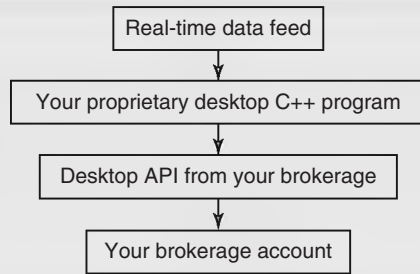 Real-time data feed
Your proprietary desktop C++ program
Desktop API from your brokerage
Your brokerage account